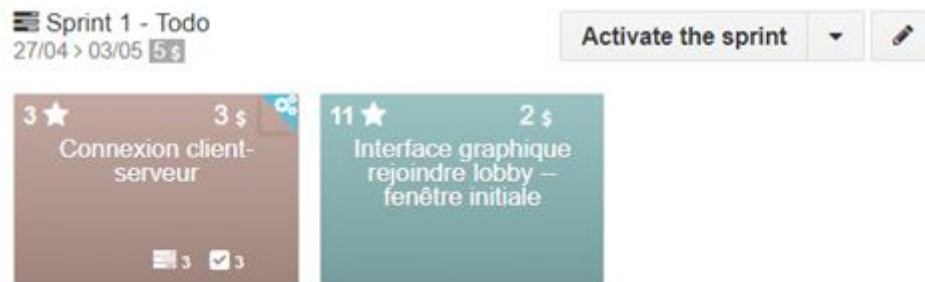 Sprint 1 - Todo
27/04 › 03/05 5 $
Activate the sprint
3 3 $
Connexion client-
serveur
3 3
11 2 $
Interface graphique
rejoindre lobby –
fenêtre initiale